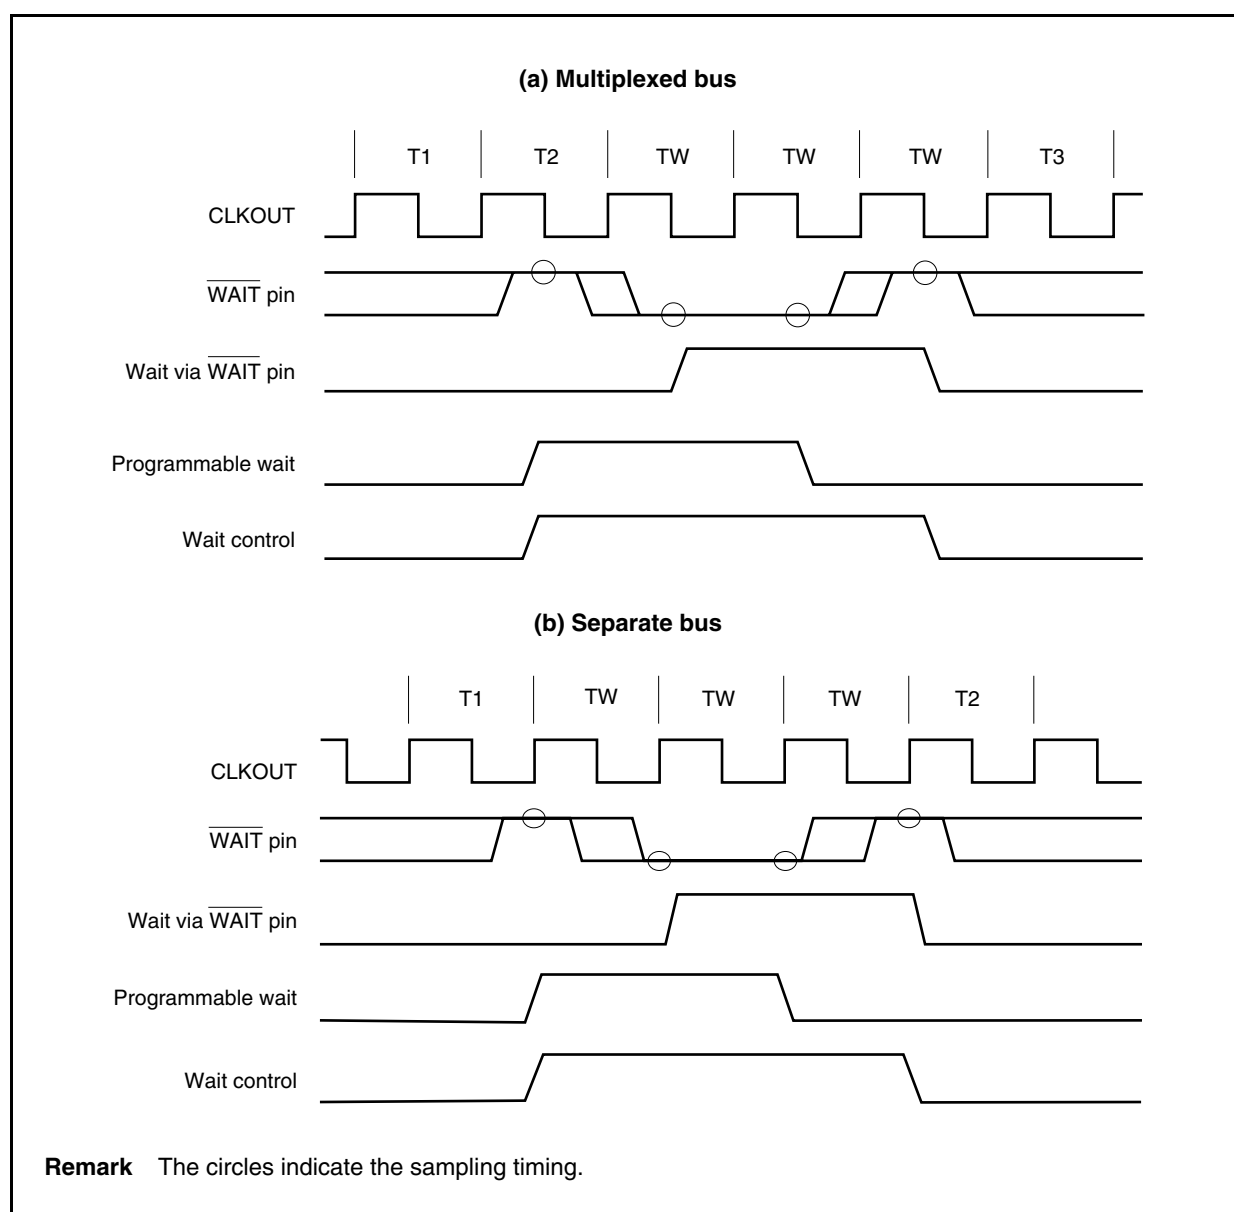 (a) Multiplexed bus
T1 T2 TW TW TW T3
CLKOUT
WAIT pin
Wait via WAIT pin
Programmable wait
Wait control
(b) Separate bus
T1 TW TW TW T2
CLKOUT
WAIT pin
Wait via WAIT pin
Programmable wait
Wait control
Remark The circles indicate the sampling timing.